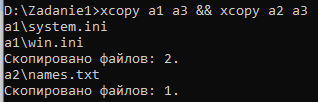 D:\Zadanie1>xcopy a1 a3 && xcopy a2 a3
a1\system.ini
a1\win.ini
Скопировано файлов: 2.
a2\names.txt
Скопировано файлов: 1.